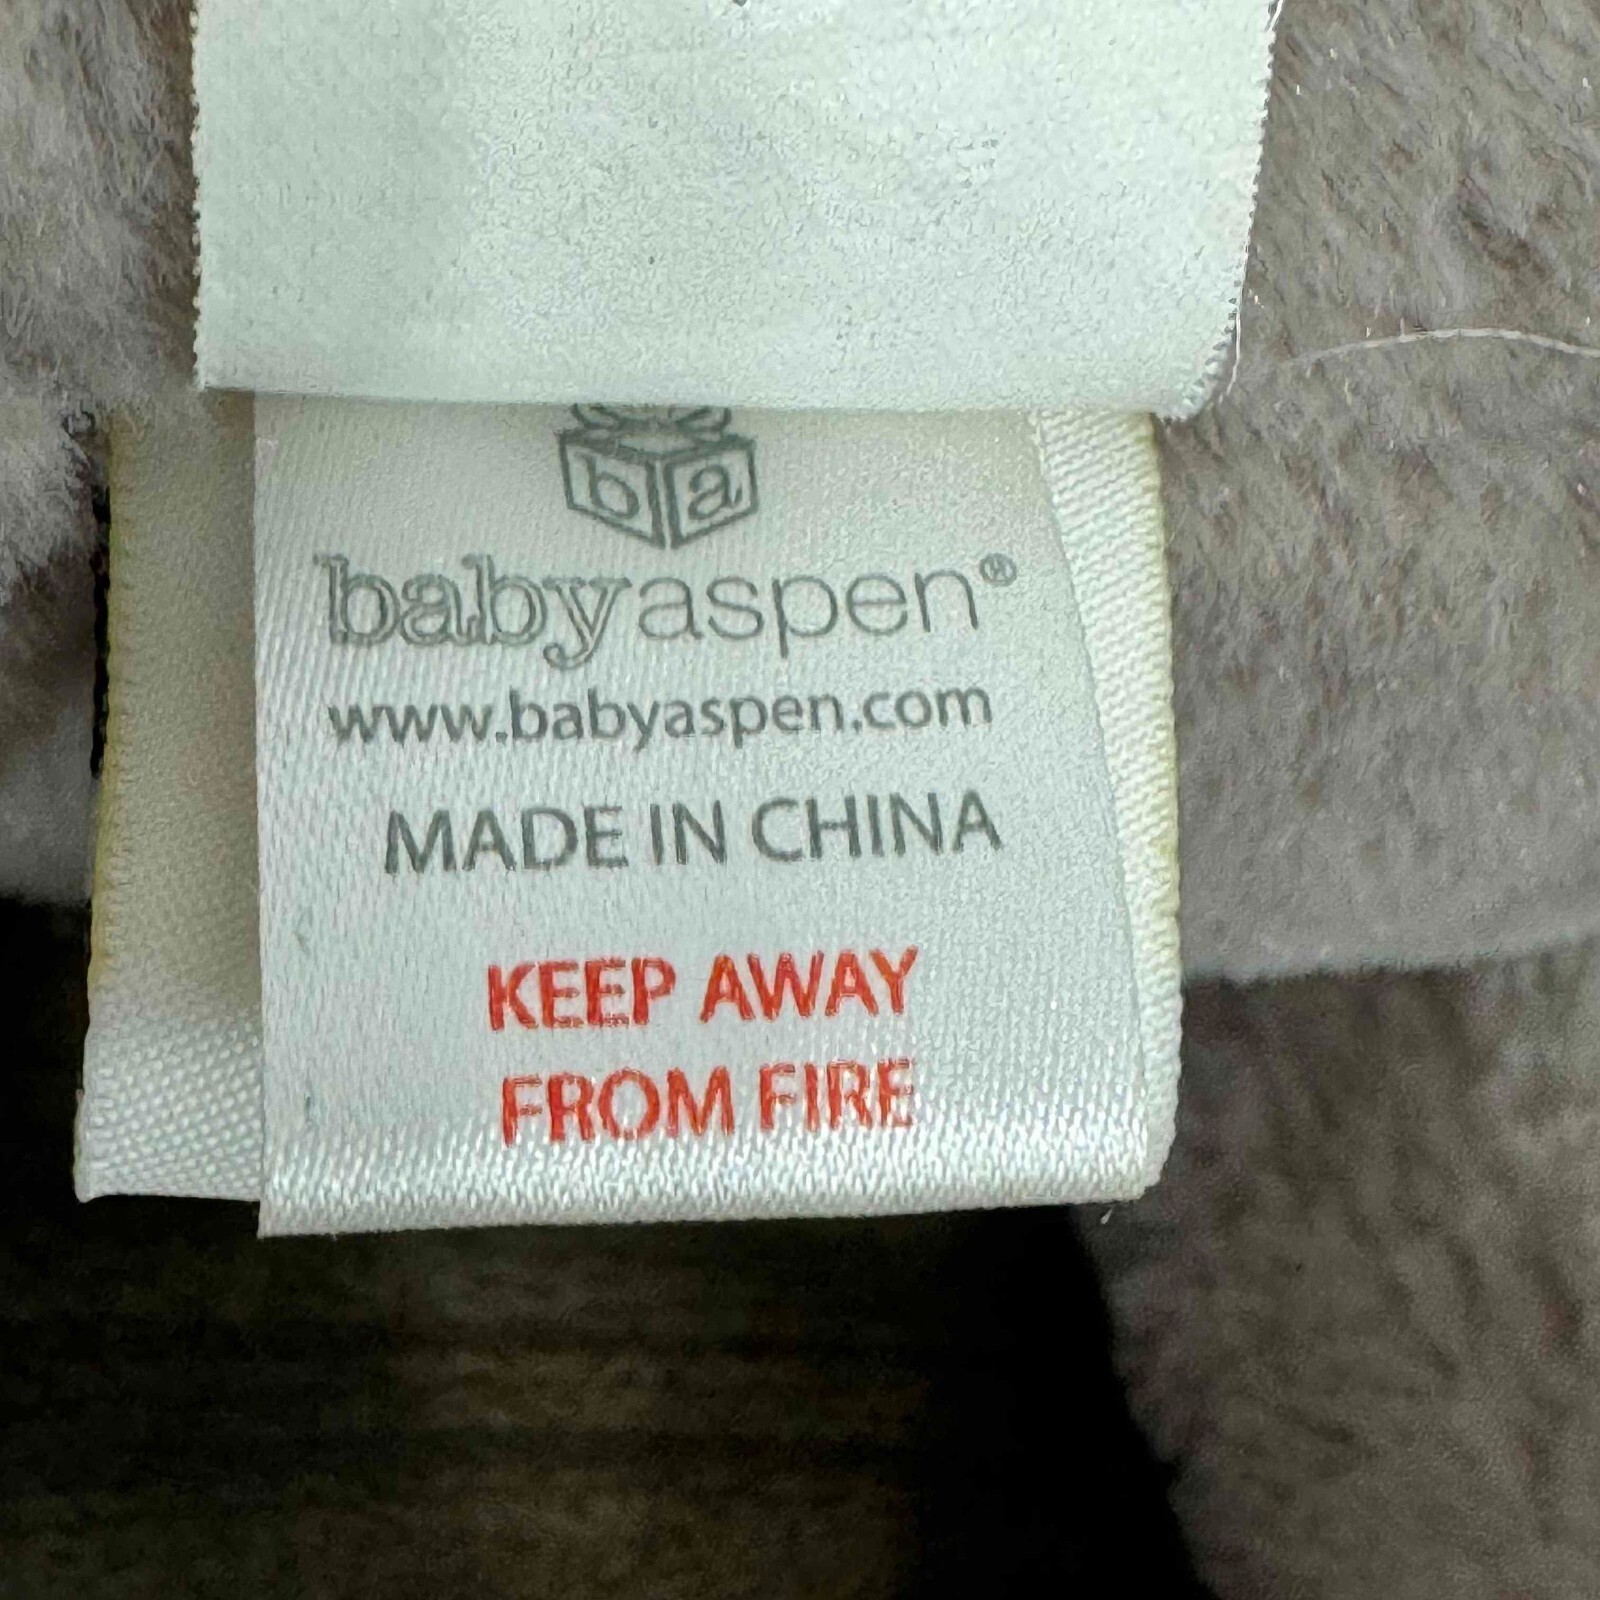 b a
babyaspen®
www.babyaspen.com
MADE IN CHINA
KEEP AWAY
FROM FIRE